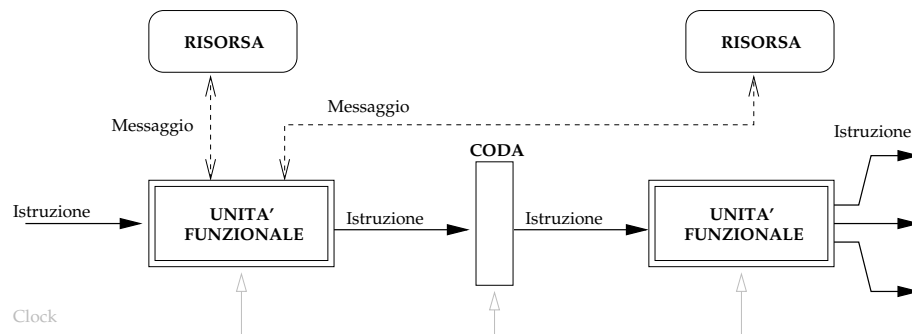 RISORSA
RISORSA
Messaggio
Messaggio
Istruzione
CODA
Istruzione
UNITA'
FUNZIONALE
Istruzione
Istruzione
UNITA'
FUNZIONALE
Clock